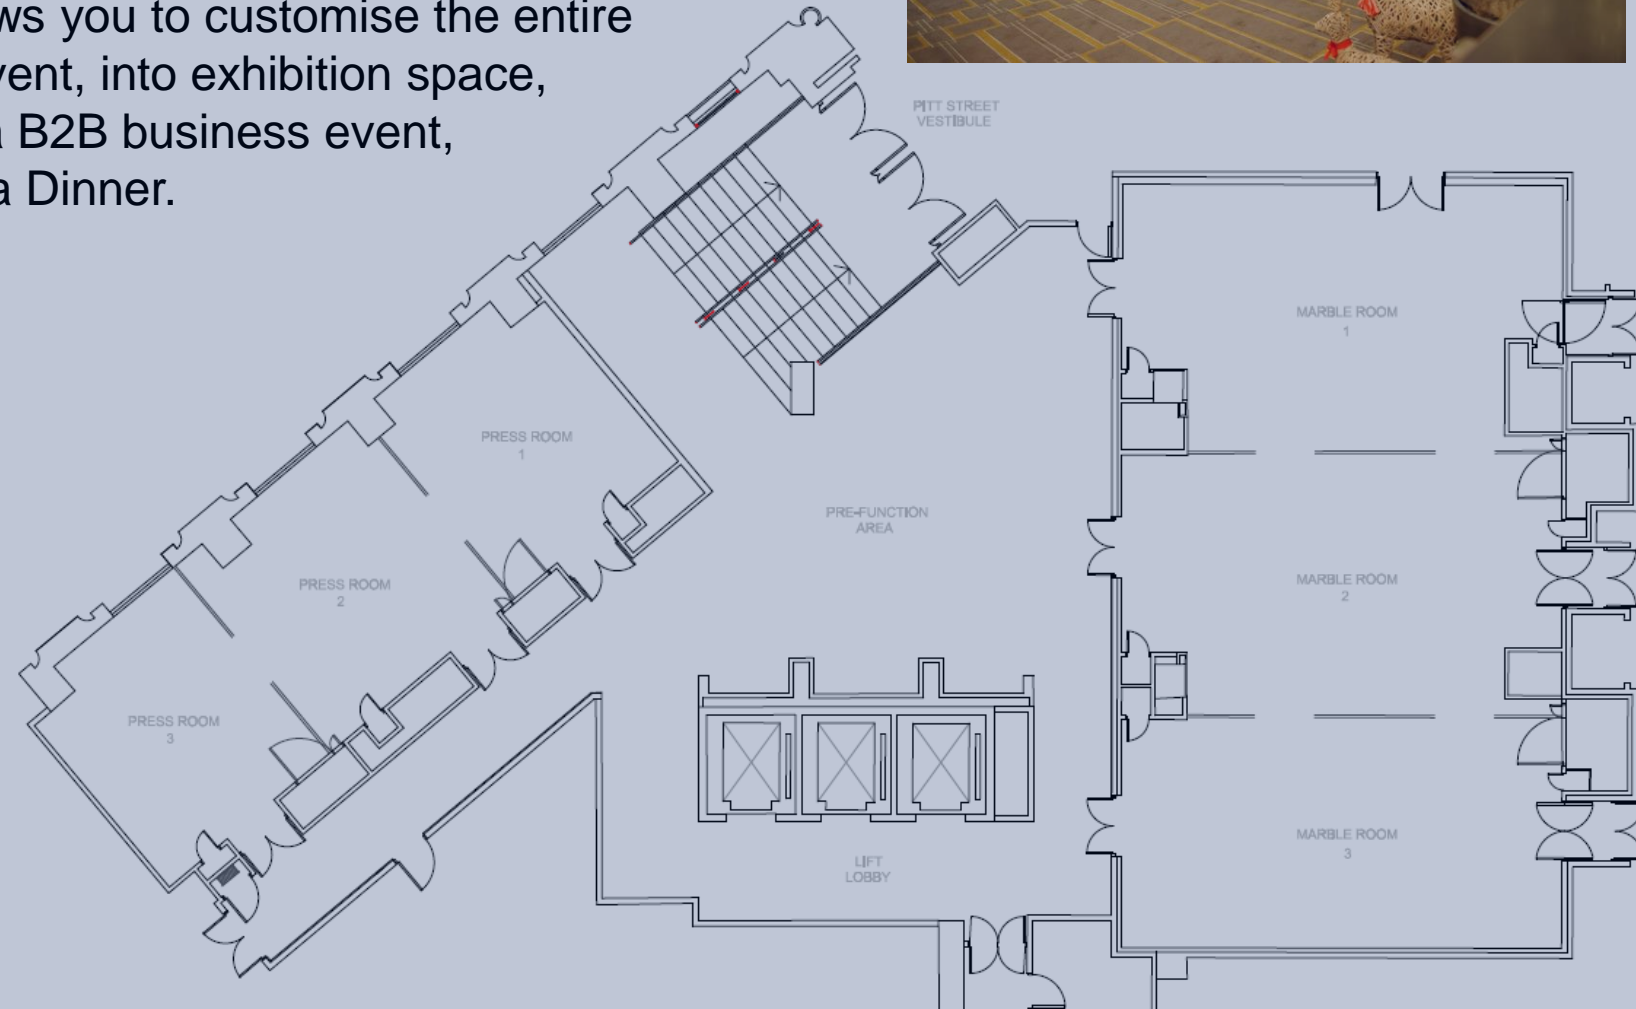 ws you to customise the entire
vent, into exhibition space,
a B2B business event,
a Dinner.
PITT STREET
VESTIBULE
MARBLE ROOM
1
PRESS ROOM
1
PRE-FUNCTION
AREA
PRESS ROOM
2
MARBLE ROOM
2
PRESS ROOM
3
MARBLE ROOM
3
LIFT
LOBBY